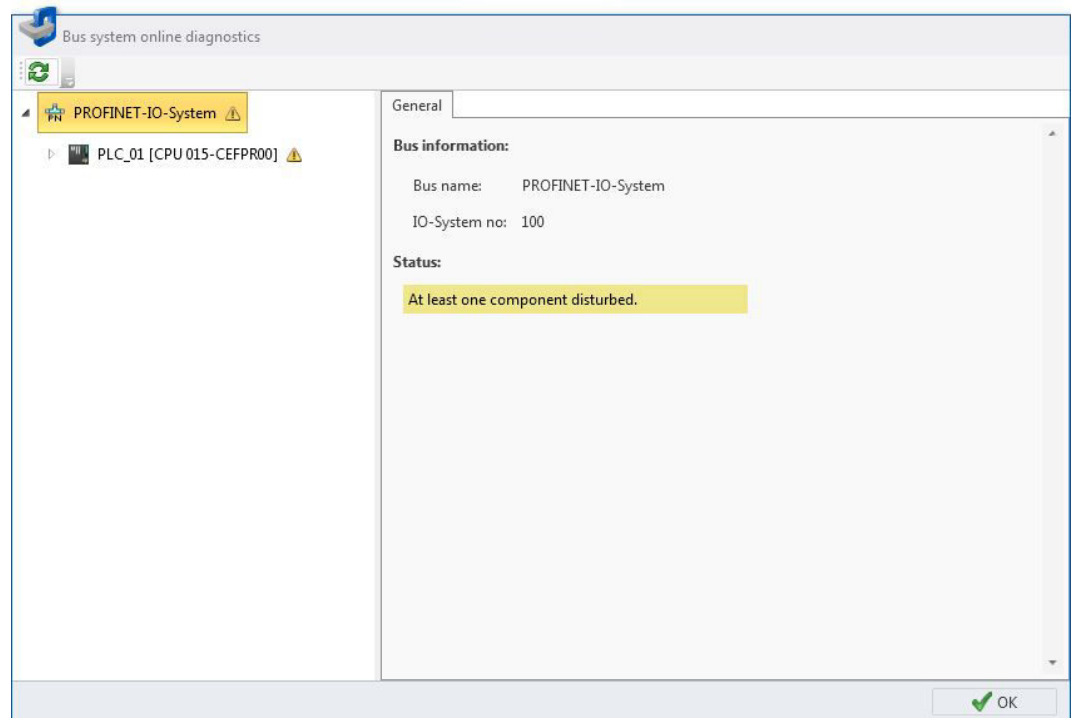 Bus system online diagnostics
PN
PROFINET-IO-System
PLC_01 [CPU 015-CEFPR00]
General
Bus information:
Bus name: PROFINET-IO-System
IO-System no: 100
Status:
At least one component disturbed.
OK